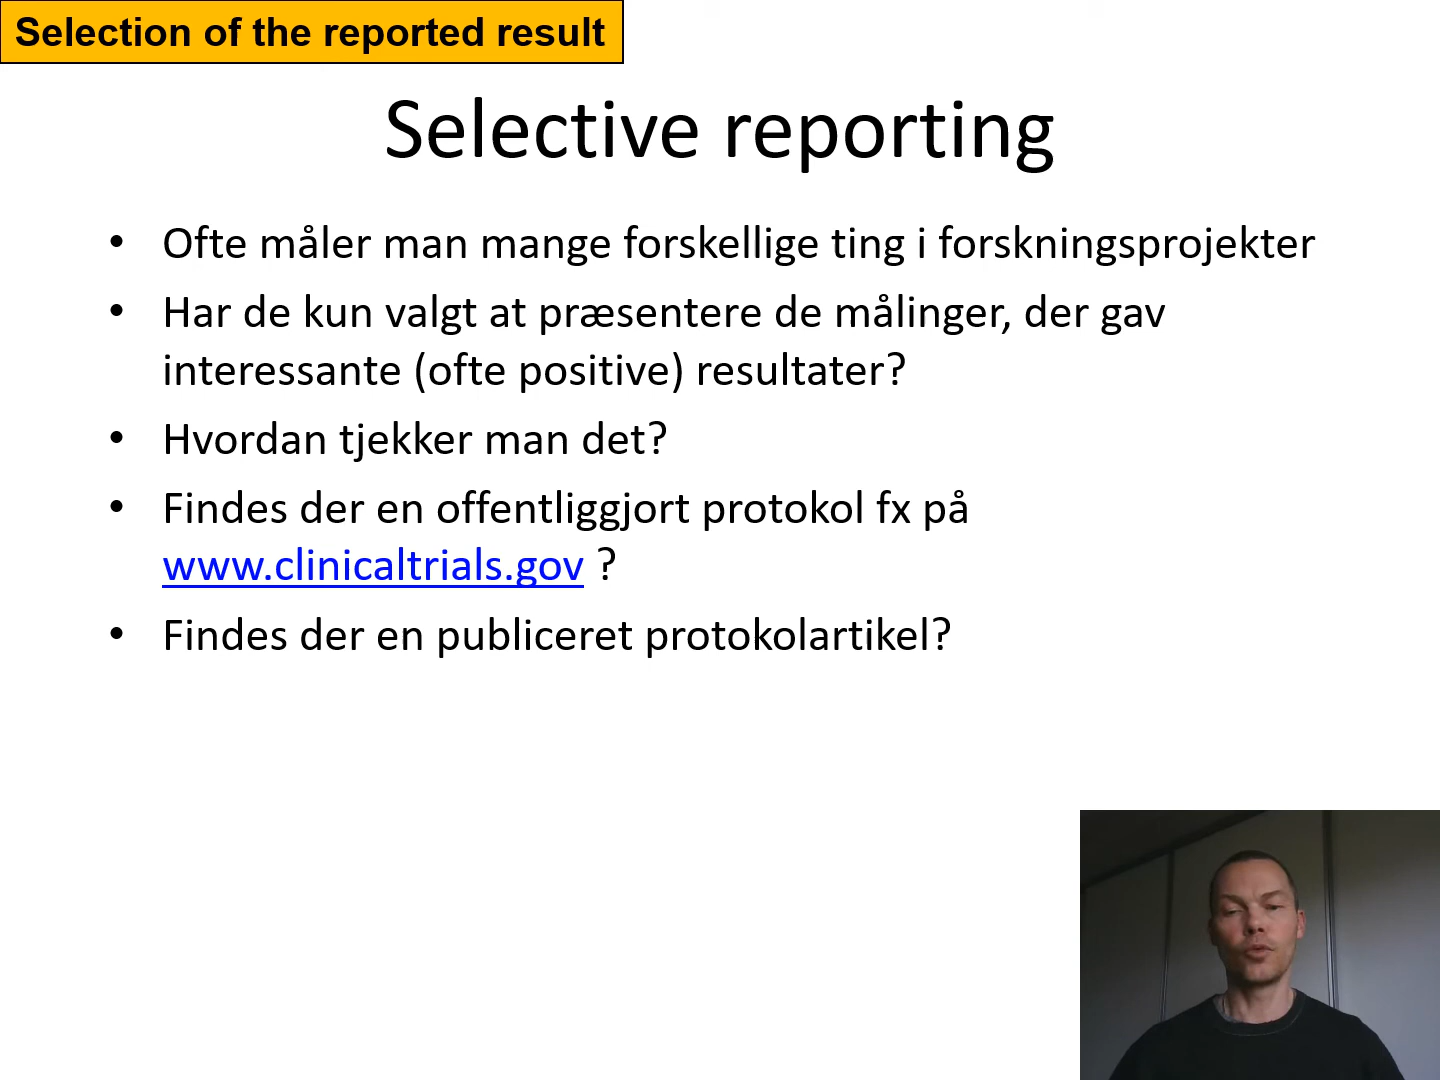 Selection of the reported result
Selective reporting
• Ofte måler man mange forskellige ting i forskningsprojekter
• Har de kun valgt at præsentere de målinger, der gav
interessante (ofte positive) resultater?
• Hvordan tjekker man det?
• Findes der en offentliggjort protokol fx på
www.clinicaltrials.gov ?
• Findes der en publiceret protokolartikel?